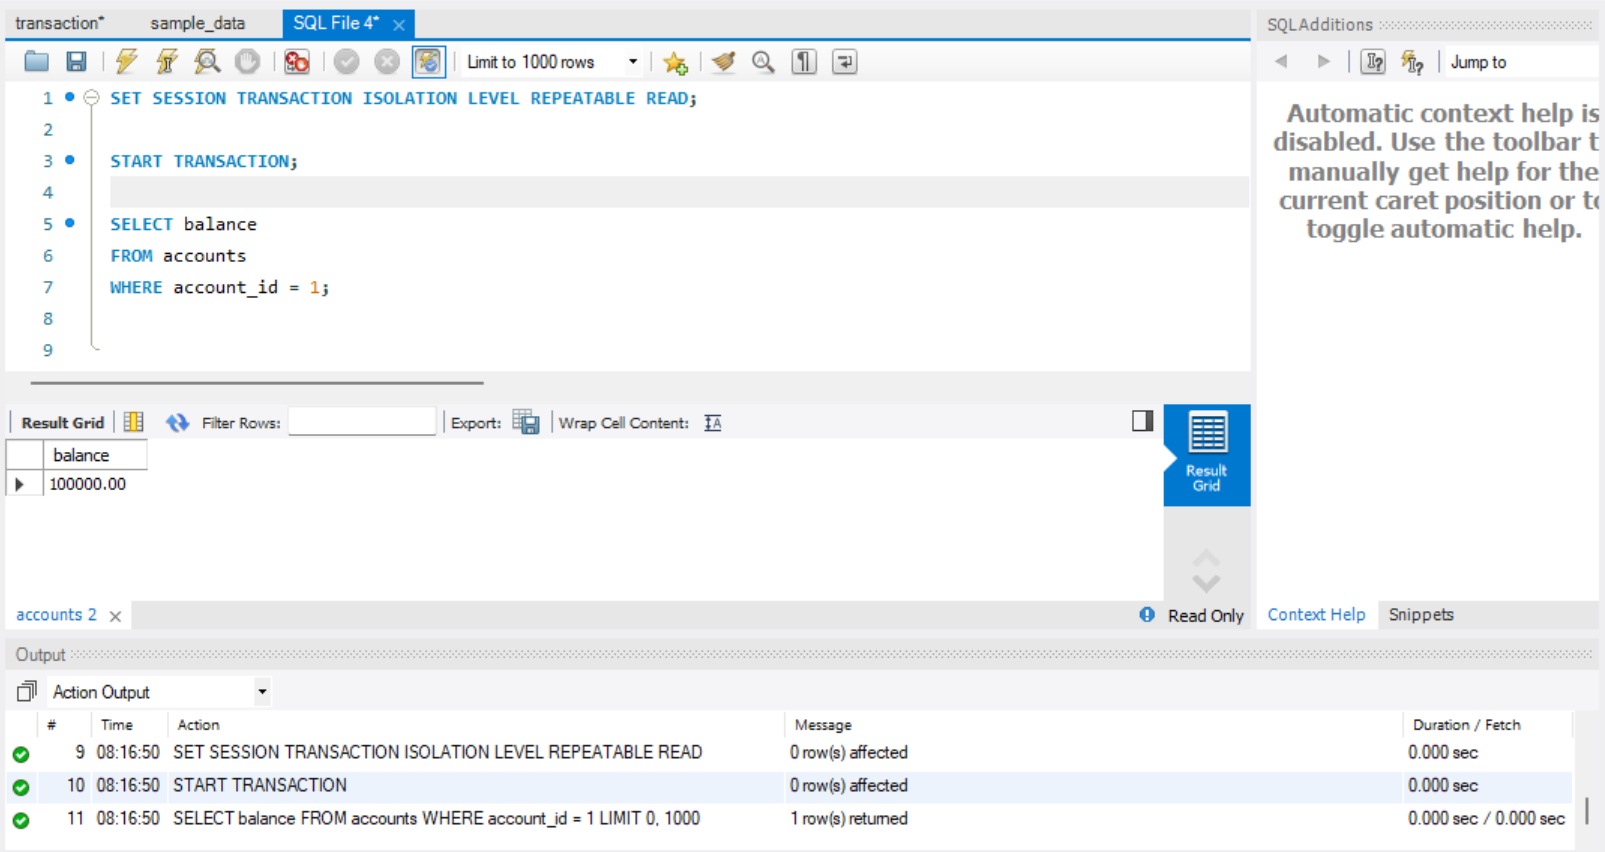 transaction* sample_data SQL File 4* ×
SQLAdditions
Limit to 1000 rows
Jump to
1 SET SESSION TRANSACTION ISOLATION LEVEL REPEATABLE READ;
2
3 START TRANSACTION;
4
5 SELECT balance
6 FROM accounts
7 WHERE account_id = 1;
8
9
Automatic context help is
disabled. Use the toolbar t
manually get help for the
current caret position or to
toggle automatic help.
Result Grid Filter Rows: Export: Wrap Cell Content: IA
balance
100000.00
Result
Grid
accounts 2 ×
Read Only
Context Help Snippets
Output
Action Output
# Time Action Message Duration / Fetch
9 08:16:50 SET SESSION TRANSACTION ISOLATION LEVEL REPEATABLE READ 0 row(s) affected 0.000 sec
10 08:16:50 START TRANSACTION 0 row(s) affected 0.000 sec
11 08:16:50 SELECT balance FROM accounts WHERE account_id = 1 LIMIT 0, 1000 1 row(s) returned 0.000 sec / 0.000 sec